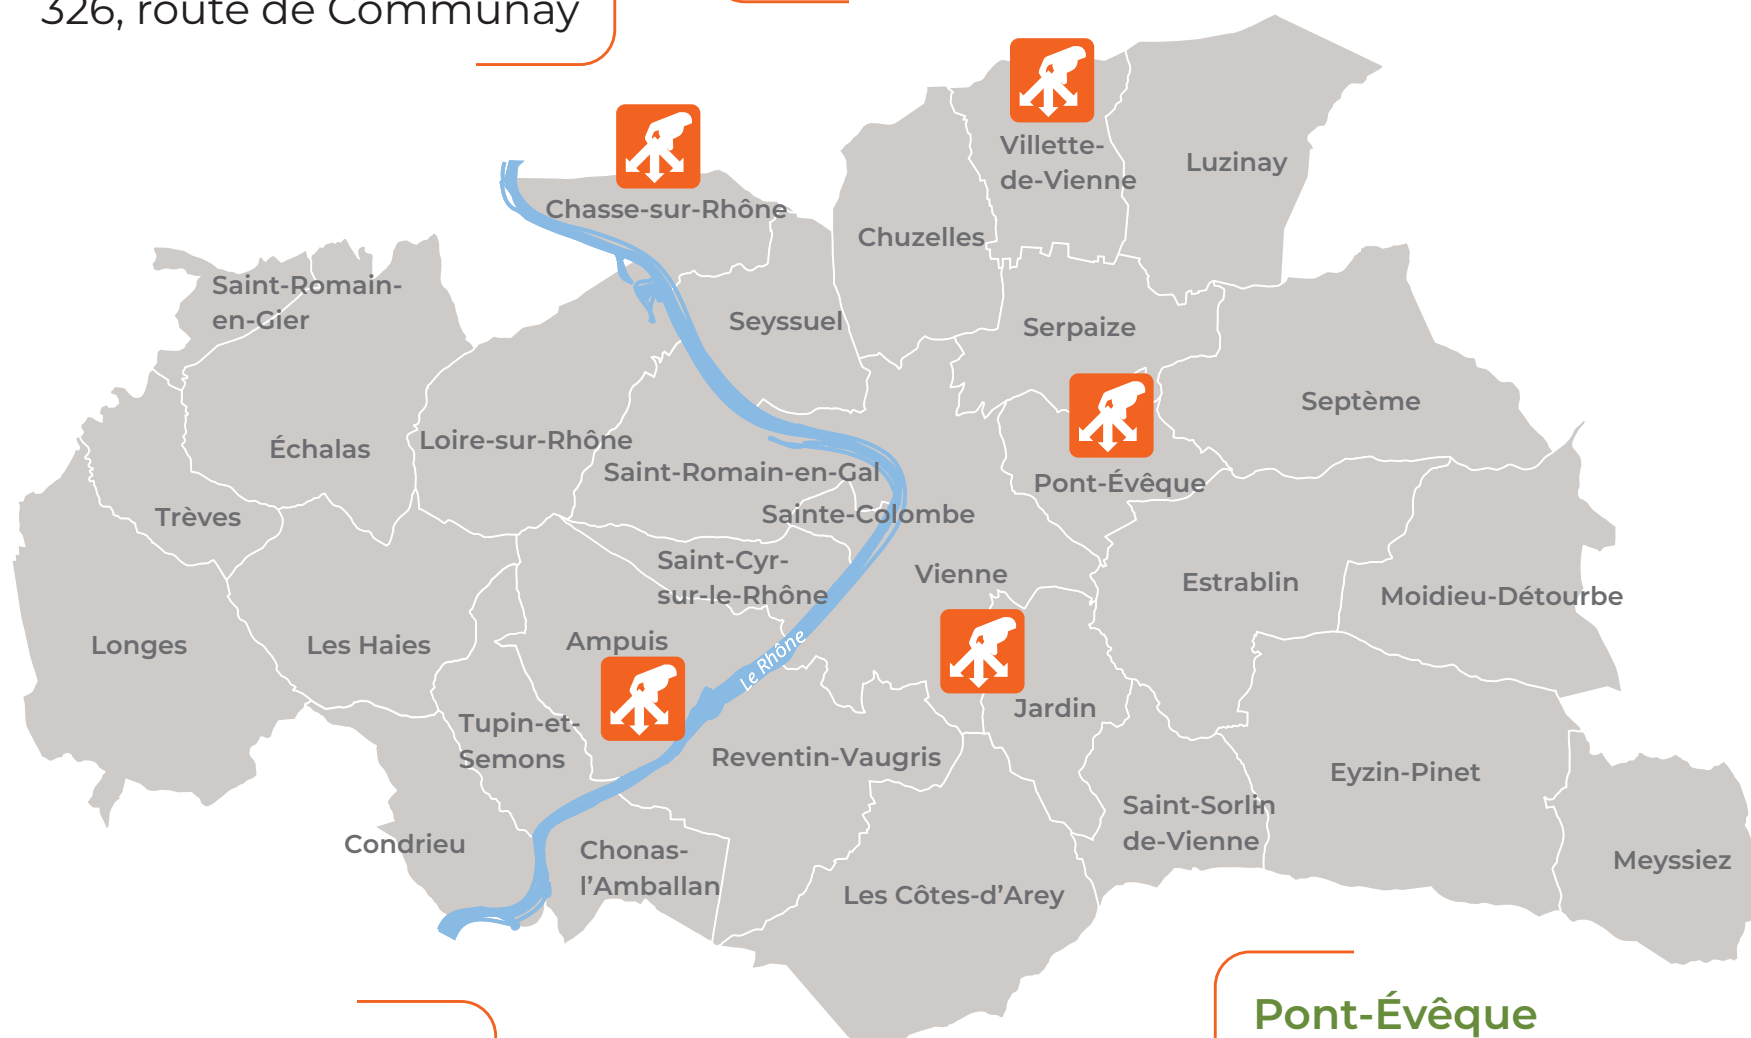 326, route de Communay
Villette-
de-Vienne
Luzinay
Chasse-sur-Rhône
Chuzelles
Saint-Romain-
en-Gier
Seyssuel
Serpaize
Septème
Échalas
Loire-sur-Rhône
Saint-Romain-en-Gal
Pont-Évêque
Trèves
Sainte-Colombe
Saint-Cyr-
sur-le-Rhône
Vienne
Estrablin
Moidieu-Détourbe
Longes
Les Haies
Ampuis
Le Rhône
Jardin
Tupin-et-
Semons
Reventin-Vaugris
Eyzin-Pinet
Saint-Sorlin
de-Vienne
Condrieu
Chonas-
l’Amballan
Meyssiez
Les Côtes-d’Arey
Pont-Évêque